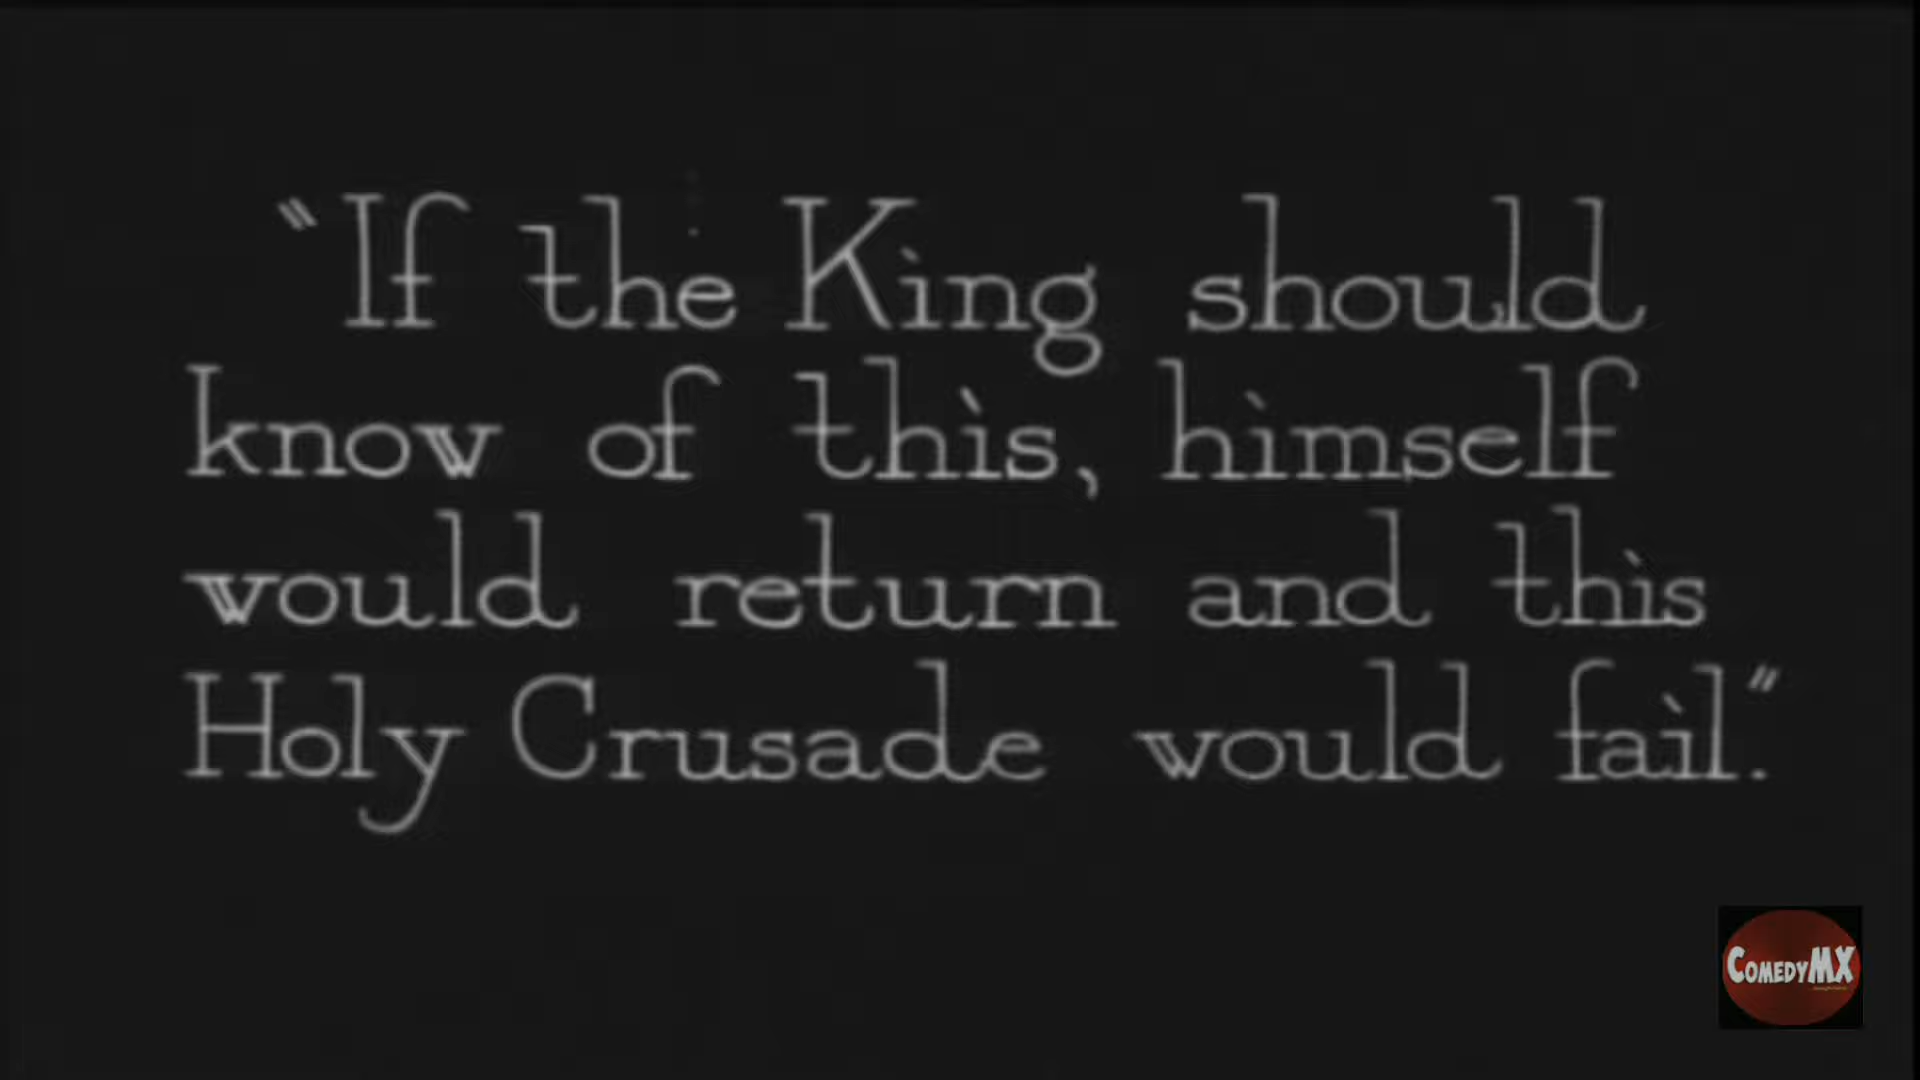 "If the King should
know of this, himself
would return and this
Holy Crusade would fail."
COMEDYMX